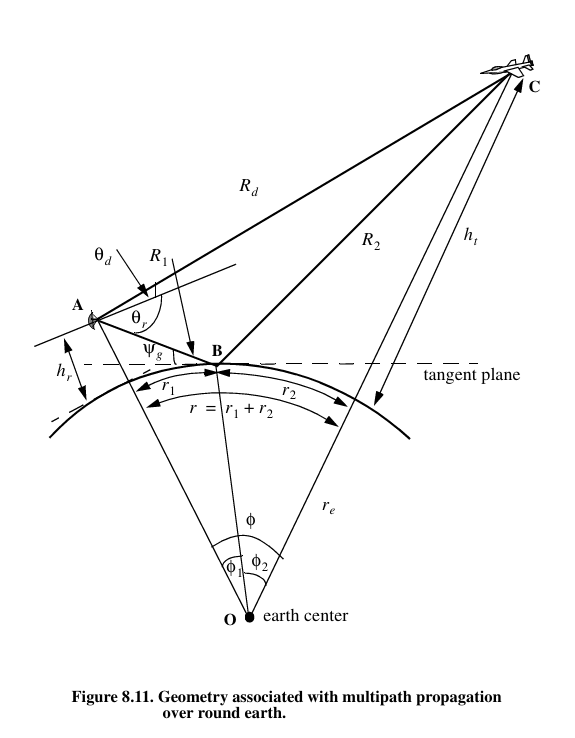 C
R_d
R_2
h_t
θ_d
R_1
A
θ_r
ψ_g
B
h_r
tangent plane
r_1
r_2
r = r_1 + r_2
r_e
ϕ
ϕ_1
ϕ_2
O
earth center
Figure 8.11. Geometry associated with multipath propagation
over round earth.